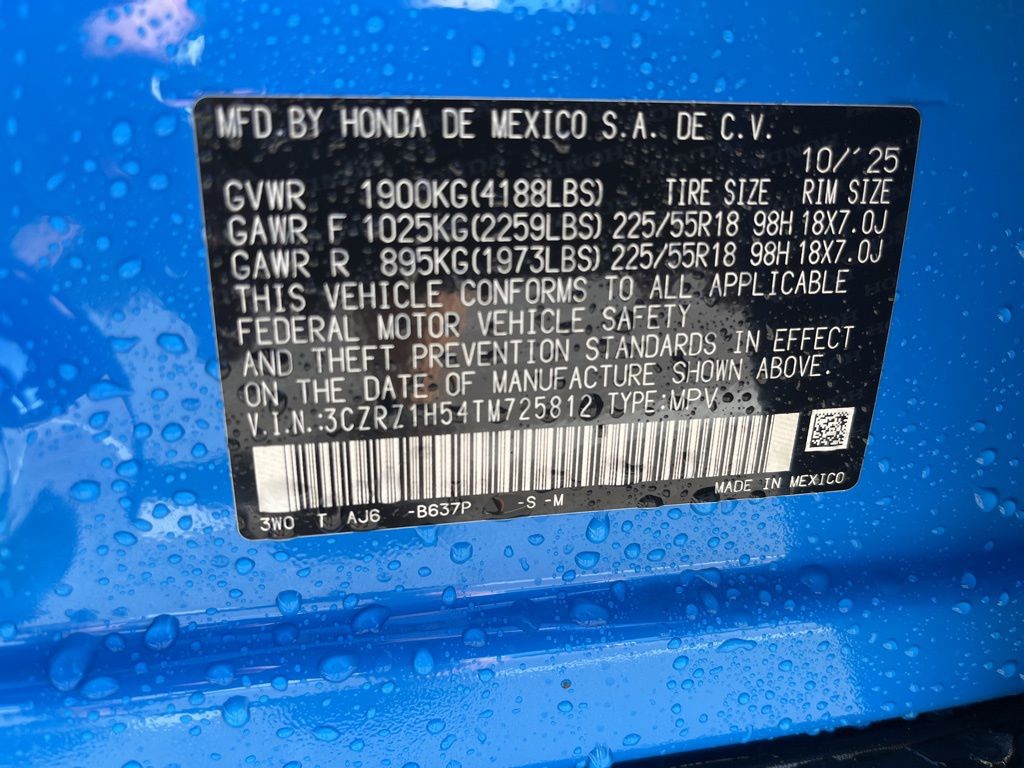 MFD.BY HONDA DE MEXICO S.A. DE C.V.
10/'25
GVWR 1900KG(4188LBS) TIRE SIZE RIM SIZE
GAWR F 1025KG(2259LBS) 225/55R18 98H 18X7.0J
GAWR R 895KG(1973LBS) 225/55R18 98H 18X7.0J
THIS VEHICLE CONFORMS TO ALL APPLICABLE
FEDERAL MOTOR VEHICLE SAFETY
AND THEFT PREVENTION STANDARDS IN EFFECT
ON THE DATE OF MANUFACTURE SHOWN ABOVE.
V.I.N.:3CZRZ1H54TM725812 TYPE:MPV
MADE IN MEXICO
3WO T AJ6 -B637P -S -M